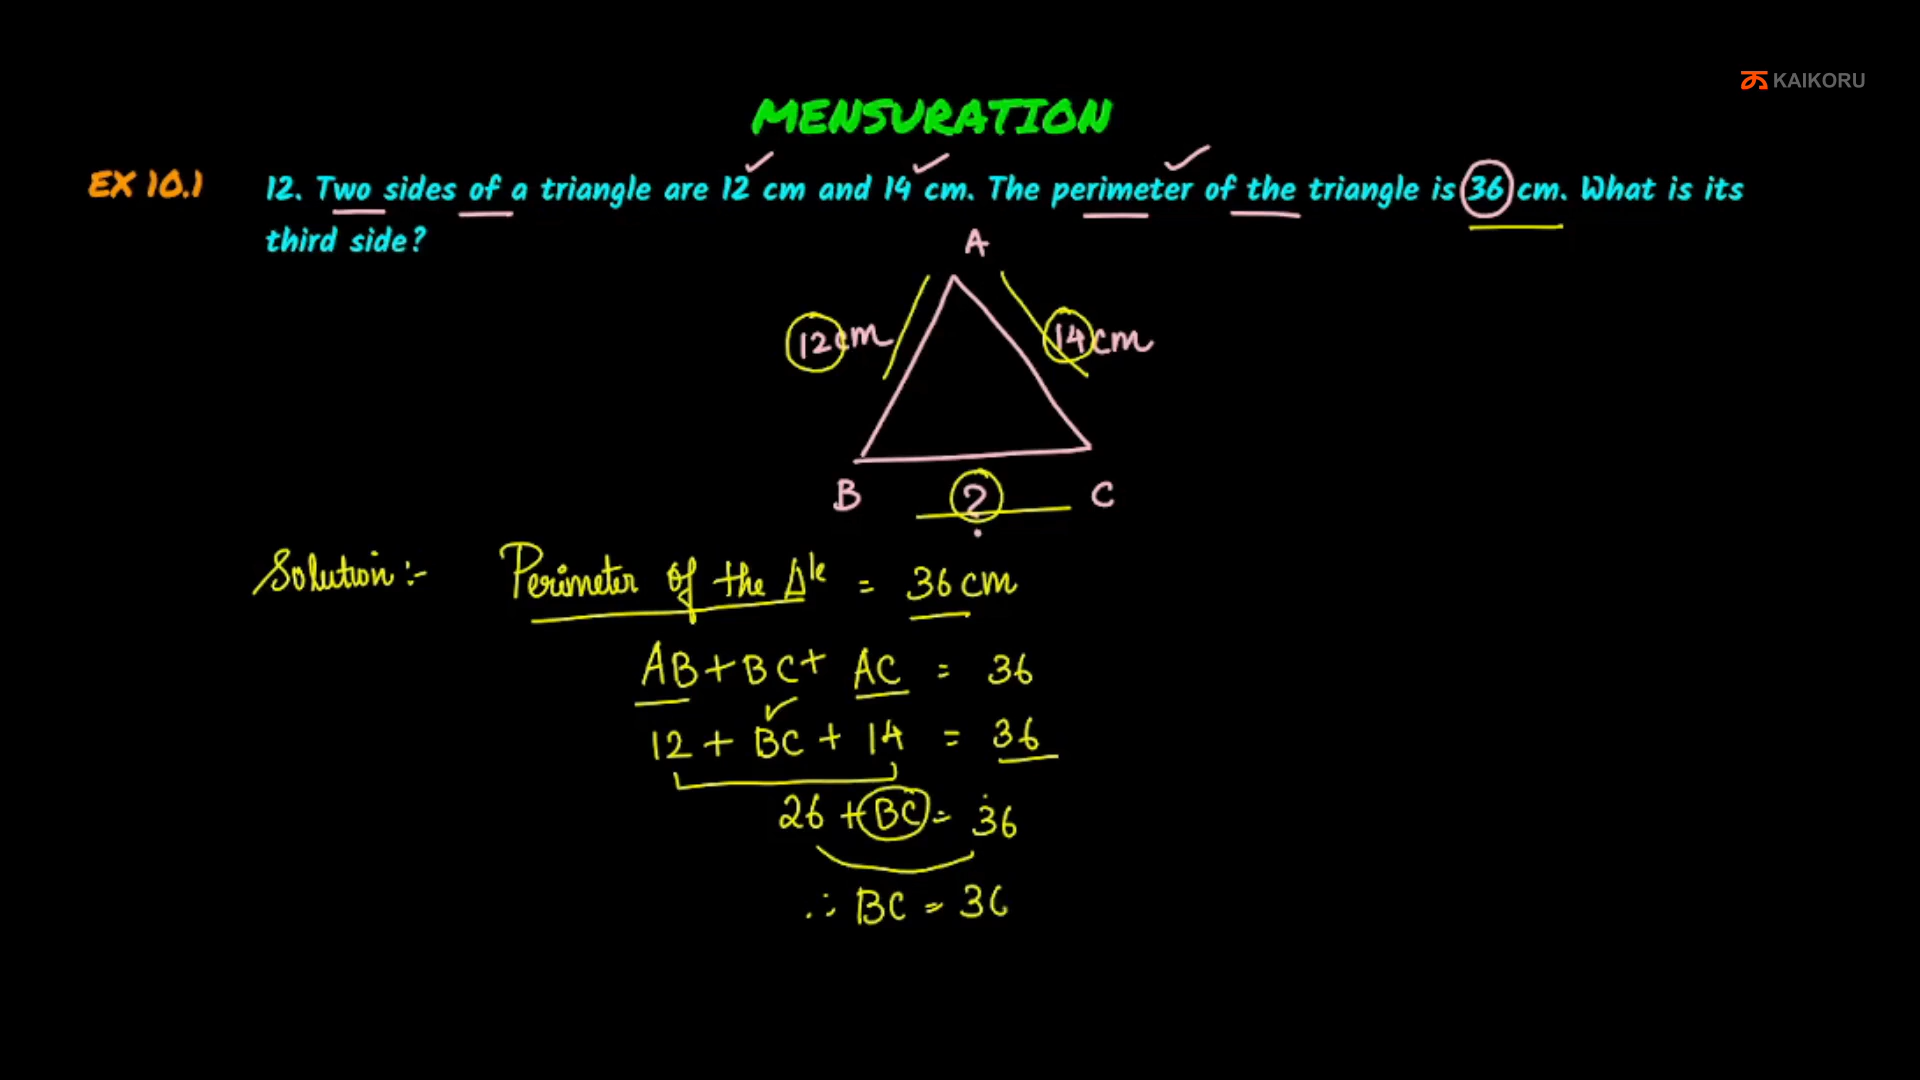 KAIKORU
MENSURATION
EX 10.1
12. Two sides of a triangle are 12 cm and 14 cm. The perimeter of the triangle is 36 cm. What is its
third side?
A
12cm
14cm
B
?
C
Solution :-
Perimeter of the Δle = 36cm
AB + BC + AC = 36
12 + BC + 14 = 36
26 + BC = 36
∴ BC = 36